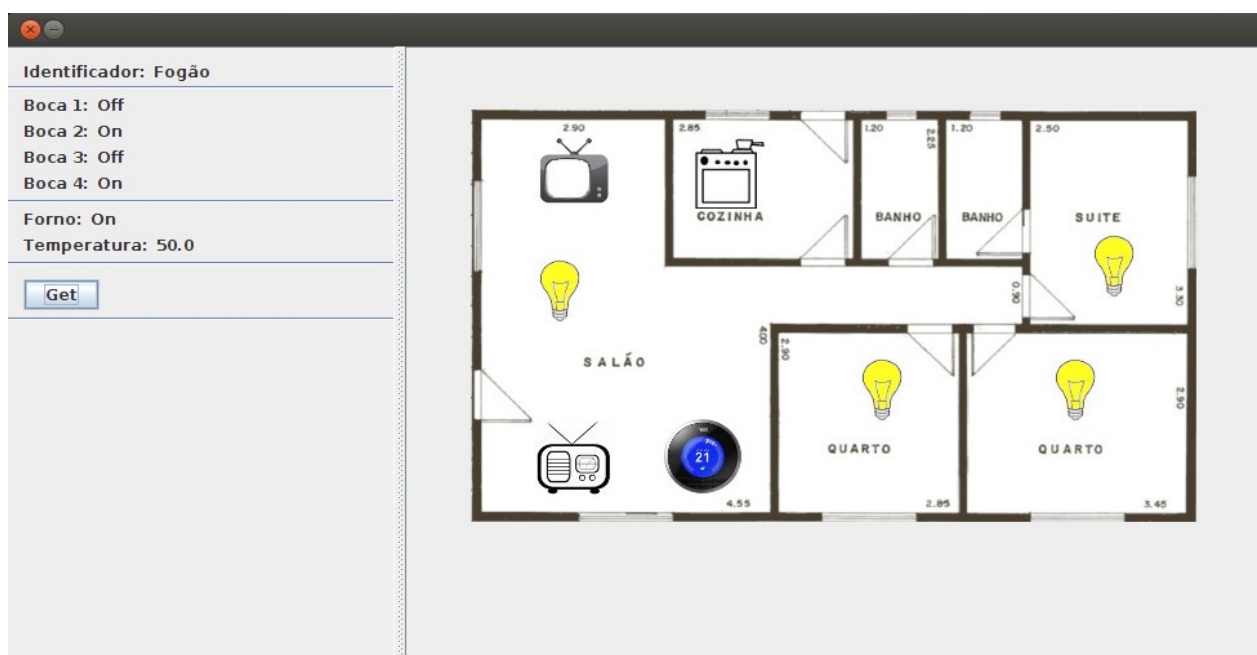 Identificador: Fogão
Boca 1: Off
Boca 2: On
Boca 3: Off
Boca 4: On
Forno: On
Temperatura: 50.0
Get
2.90
2.85
1.20
2.25
1.20
2.50
COZINHA
BANHO
BANHO
SUITE
0.90
3.30
4.00
2.90
SALÃO
2.90
21
QUARTO
QUARTO
4.55
2.85
3.45